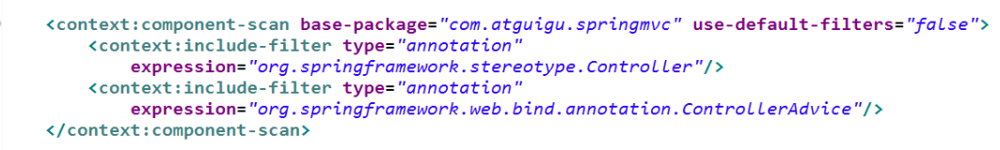 <context:component-scan base-package="com.atguigu.springmvc" use-default-filters="false">
<context:include-filter type="annotation"
expression="org.springframework.stereotype.Controller"/>
<context:include-filter type="annotation"
expression="org.springframework.web.bind.annotation.ControllerAdvice"/>
</context:component-scan>